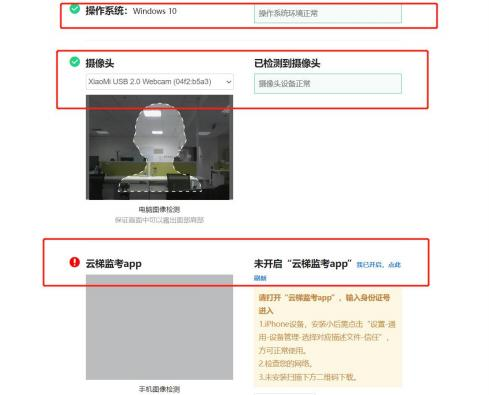 操作系统：Windows 10
操作系统环境正常
摄像头
已检测到摄像头
XiaoMi USB 2.0 Webcam (04f2:b5a3)
摄像头设备正常
电脑图像检测
保证画面中可以露出面部肩部
云梯监考app
未开启“云梯监考app” 我已开启，点此
刷新
请打开“云梯监考app”，输入身份证号
进入
1.iPhone设备，安装小后需点击“设置-通
用-设备管理-选择对应描述文件-信任”，
方可正常使用。
2.检查您的网络。
3.未安装扫描下方二维码下载。
手机图像检测